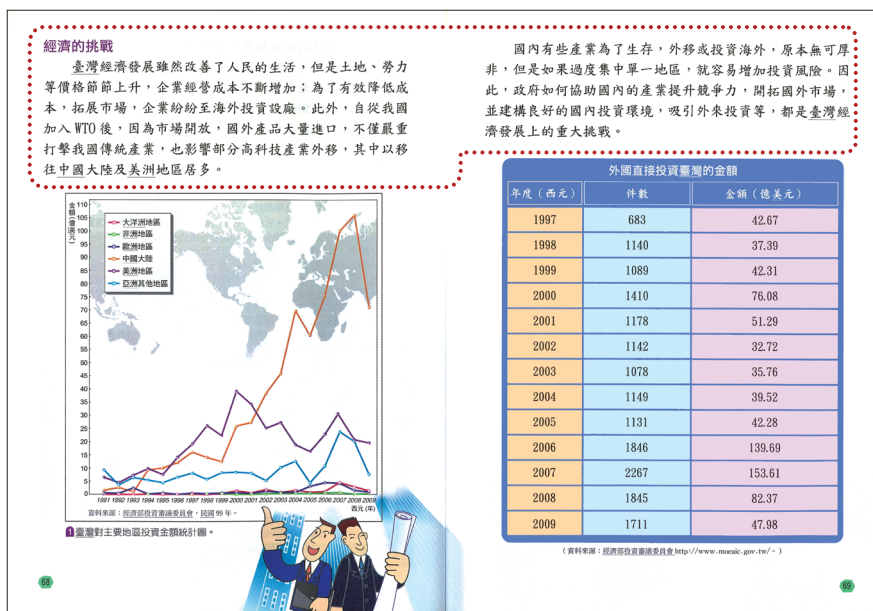 經濟的挑戰
臺灣經濟發展雖然改善了人民的生活，但是土地、勞力
等價格節節上升，企業經營成本不斷增加；為了有效降低成
本，拓展市場，企業紛紛至海外投資設廠。此外，自從我國
加入WTO後，因為市場開放，國外產品大量進口，不僅嚴重
打擊我國傳統產業，也影響部分高科技產業外移，其中以移
往中國大陸及美洲地區居多。
金額(億美元)
110
105
100
95
90
85
80
75
70
65
60
55
50
45
40
35
30
25
20
15
10
5
0
大洋洲地區
非洲地區
歐洲地區
中國大陸
美洲地區
亞洲其他地區
1991 1992 1993 1994 1995 1996 1997 1998 1999 2000 2001 2002 2003 2004 2005 2006 2007 2008 2009
西元(年)
資料來源：經濟部投資審議委員會，民國99年。
1臺灣對主要地區投資金額統計圖。
68
國內有些產業為了生存，外移或投資海外，原本無可厚
非，但是如果過度集中單一地區，就容易增加投資風險。因
此，政府如何協助國內的產業提升競爭力，開拓國外市場，
並建構良好的國內投資環境，吸引外來投資等，都是臺灣經
濟發展上的重大挑戰。
外國直接投資臺灣的金額
年度（西元） 件數 金額（億美元）
1997 683 42.67
1998 1140 37.39
1999 1089 42.31
2000 1410 76.08
2001 1178 51.29
2002 1142 32.72
2003 1078 35.76
2004 1149 39.52
2005 1131 42.28
2006 1846 139.69
2007 2267 153.61
2008 1845 82.37
2009 1711 47.98
（資料來源：經濟部投資審議委員會http://www.moeaic.gov.tw/。）
69